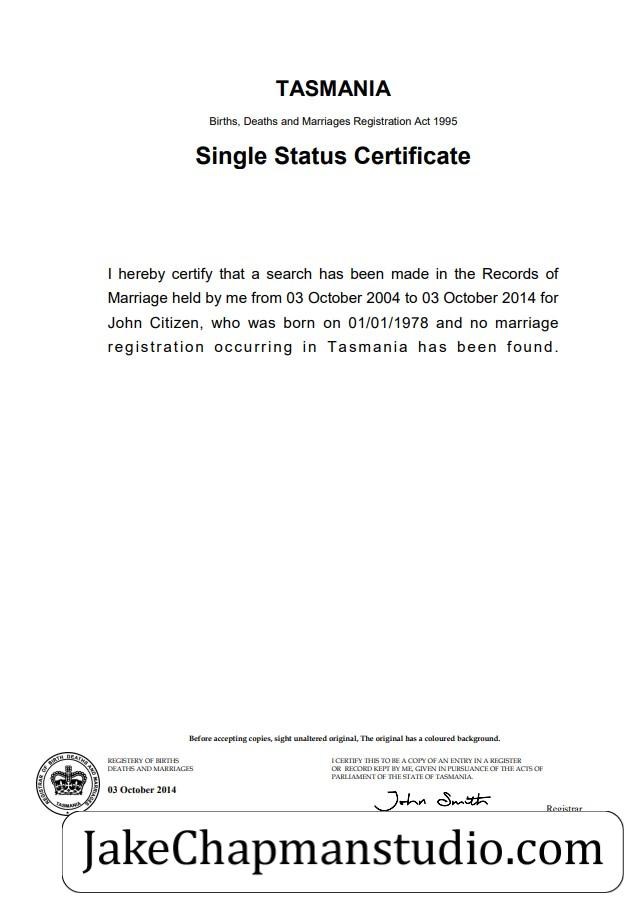 TASMANIA
Births, Deaths and Marriages Registration Act 1995
Single Status Certificate
I hereby certify that a search has been made in the Records of
Marriage held by me from 03 October 2004 to 03 October 2014 for
John Citizen, who was born on 01/01/1978 and no marriage
registration occurring in Tasmania has been found.
Before accepting copies, sight unaltered original, The original has a coloured background.
REGISTERY OF BIRTHS
DEATHS AND MARRIAGES
03 October 2014
REGISTRAR OF BIRTH DEATHS AND MARRIAGES
TASMANIA
I CERTIFY THIS TO BE A COPY OF AN ENTRY IN A REGISTER
OR RECORD KEPT BY ME, GIVEN IN PURSUANCE OF THE ACTS OF
PARLIAMENT OF THE STATE OF TASMANIA.
John Smith
Registrar
JakeChapmanstudio.com